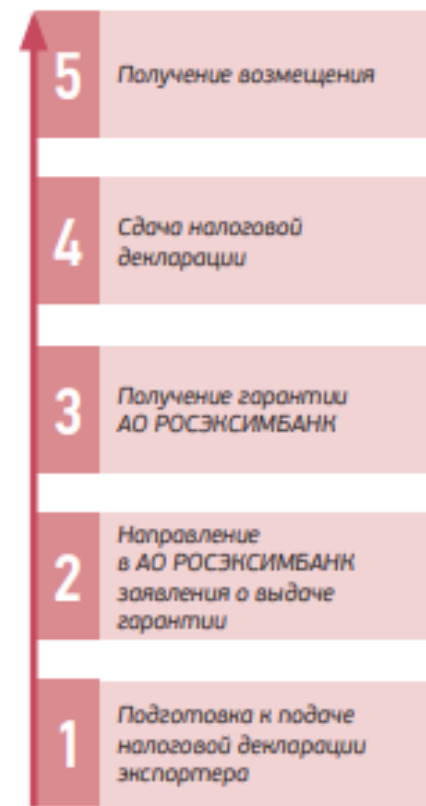 5
Получение возмещения
4
Сдача налоговой
декларации
3
Получение гарантии
АО РОСЭКСИМБАНК
2
Направление
в АО РОСЭКСИМБАНК
заявления о выдаче
гарантии
1
Подготовка к подаче
налоговой декларации
экспортера